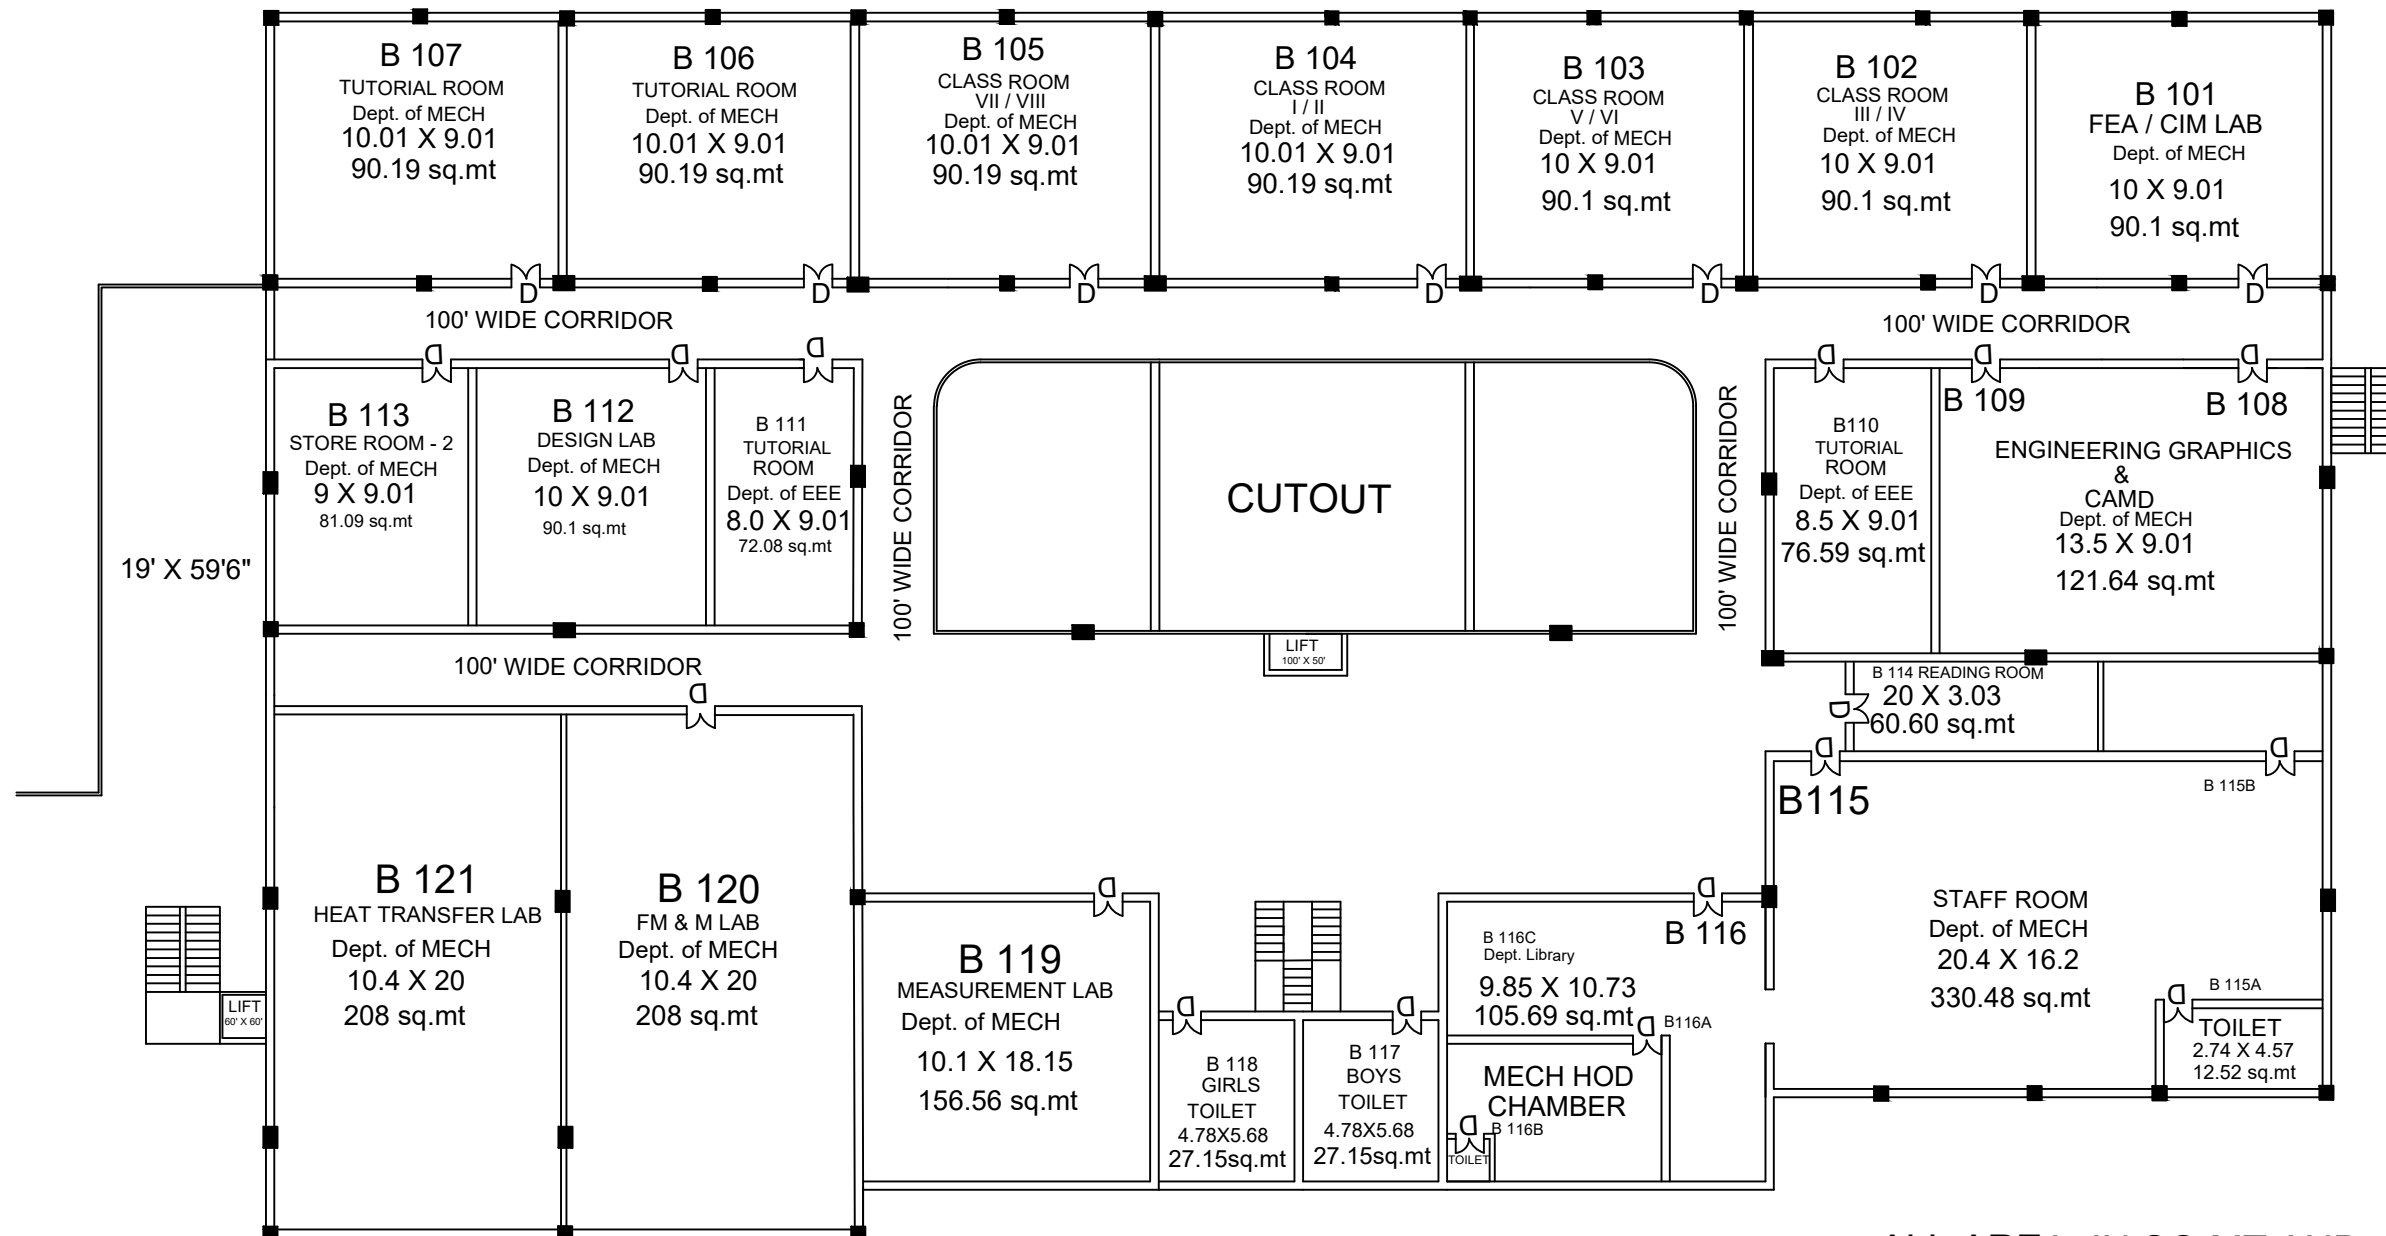 B 107
TUTORIAL ROOM
Dept. of MECH
10.01 X 9.01
90.19 sq.mt
B 106
TUTORIAL ROOM
Dept. of MECH
10.01 X 9.01
90.19 sq.mt
B 105
CLASS ROOM
VII / VIII
Dept. of MECH
10.01 X 9.01
90.19 sq.mt
B 104
CLASS ROOM
I / II
Dept. of MECH
10.01 X 9.01
90.19 sq.mt
B 103
CLASS ROOM
V / VI
Dept. of MECH
10 X 9.01
90.1 sq.mt
B 102
CLASS ROOM
III / IV
Dept. of MECH
10 X 9.01
90.1 sq.mt
B 101
FEA / CIM LAB
Dept. of MECH
10 X 9.01
90.1 sq.mt
D
D
D
D
D
D
D
100' WIDE CORRIDOR
100' WIDE CORRIDOR
D
D
D
D
D
D
B 113
STORE ROOM - 2
Dept. of MECH
9 X 9.01
81.09 sq.mt
B 112
DESIGN LAB
Dept. of MECH
10 X 9.01
90.1 sq.mt
B 111
TUTORIAL
ROOM
Dept. of EEE
8.0 X 9.01
72.08 sq.mt
100' WIDE CORRIDOR
CUTOUT
100' WIDE CORRIDOR
B110
TUTORIAL
ROOM
Dept. of EEE
8.5 X 9.01
76.59 sq.mt
B 109
B 108
ENGINEERING GRAPHICS
&
CAMD
Dept. of MECH
13.5 X 9.01
121.64 sq.mt
19' X 59'6"
LIFT
100' X 50'
100' WIDE CORRIDOR
D
B 114 READING ROOM
20 X 3.03
60.60 sq.mt
D
D
D
B115
B 115B
B 121
HEAT TRANSFER LAB
Dept. of MECH
10.4 X 20
208 sq.mt
B 120
FM & M LAB
Dept. of MECH
10.4 X 20
208 sq.mt
LIFT
60' X 60'
D
B 119
MEASUREMENT LAB
Dept. of MECH
10.1 X 18.15
156.56 sq.mt
D
B 118
GIRLS
TOILET
4.78X5.68
27.15sq.mt
D
B 117
BOYS
TOILET
4.78X5.68
27.15sq.mt
D
B 116
B 116C
Dept. Library
9.85 X 10.73
105.69 sq.mt
D
B116A
MECH HOD
CHAMBER
D
B 116B
TOILET
STAFF ROOM
Dept. of MECH
20.4 X 16.2
330.48 sq.mt
B 115A
D
TOILET
2.74 X 4.57
12.52 sq.mt